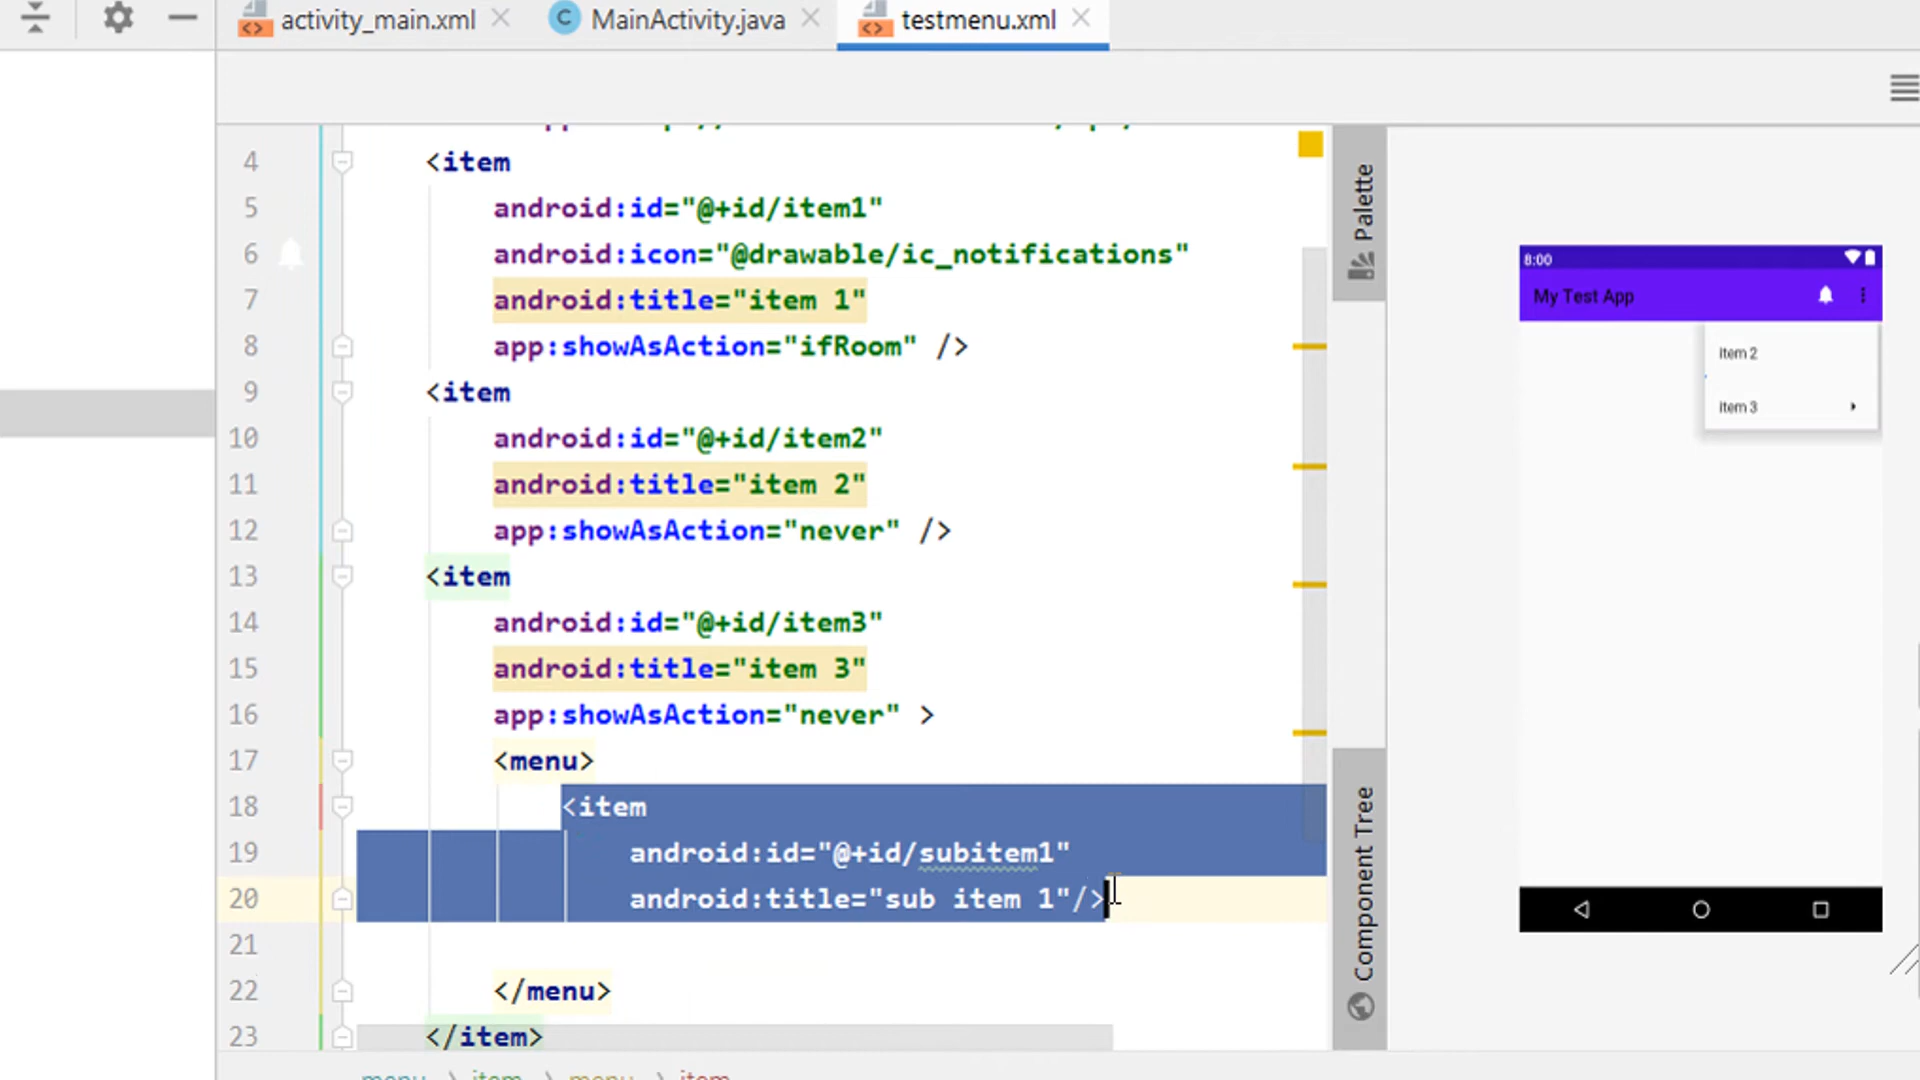 activity_main.xml
MainActivity.java
testmenu.xml
4 <item
5 android:id="@+id/item1"
6 android:icon="@drawable/ic_notifications"
7 android:title="item 1"
8 app:showAsAction="ifRoom" />
9 <item
10 android:id="@+id/item2"
11 android:title="item 2"
12 app:showAsAction="never" />
13 <item
14 android:id="@+id/item3"
15 android:title="item 3"
16 app:showAsAction="never" >
17 <menu>
18 <item
19 android:id="@+id/subitem1"
20 android:title="sub item 1"/>
21
22 </menu>
23 </item>
menu item menu item
Palette
Component Tree
8:00
My Test App
Item 2
Item 3